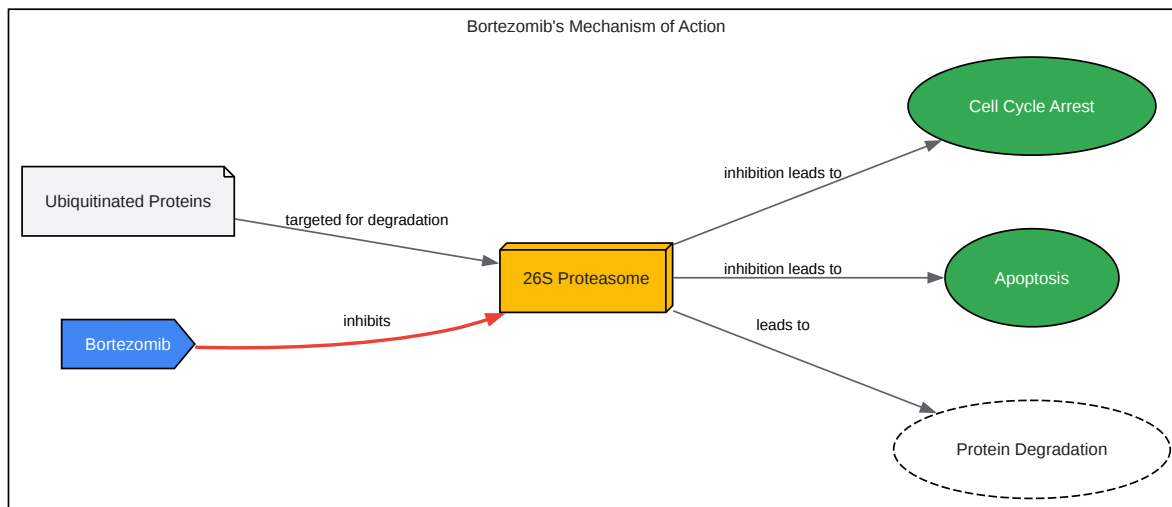 Bortezomib's Mechanism of Action
Cell Cycle Arrest
inhibition leads to
Ubiquitinated Proteins
targeted for degradation
26S Proteasome
inhibition leads to
Apoptosis
inhibits
leads to
Bortezomib
Protein Degradation